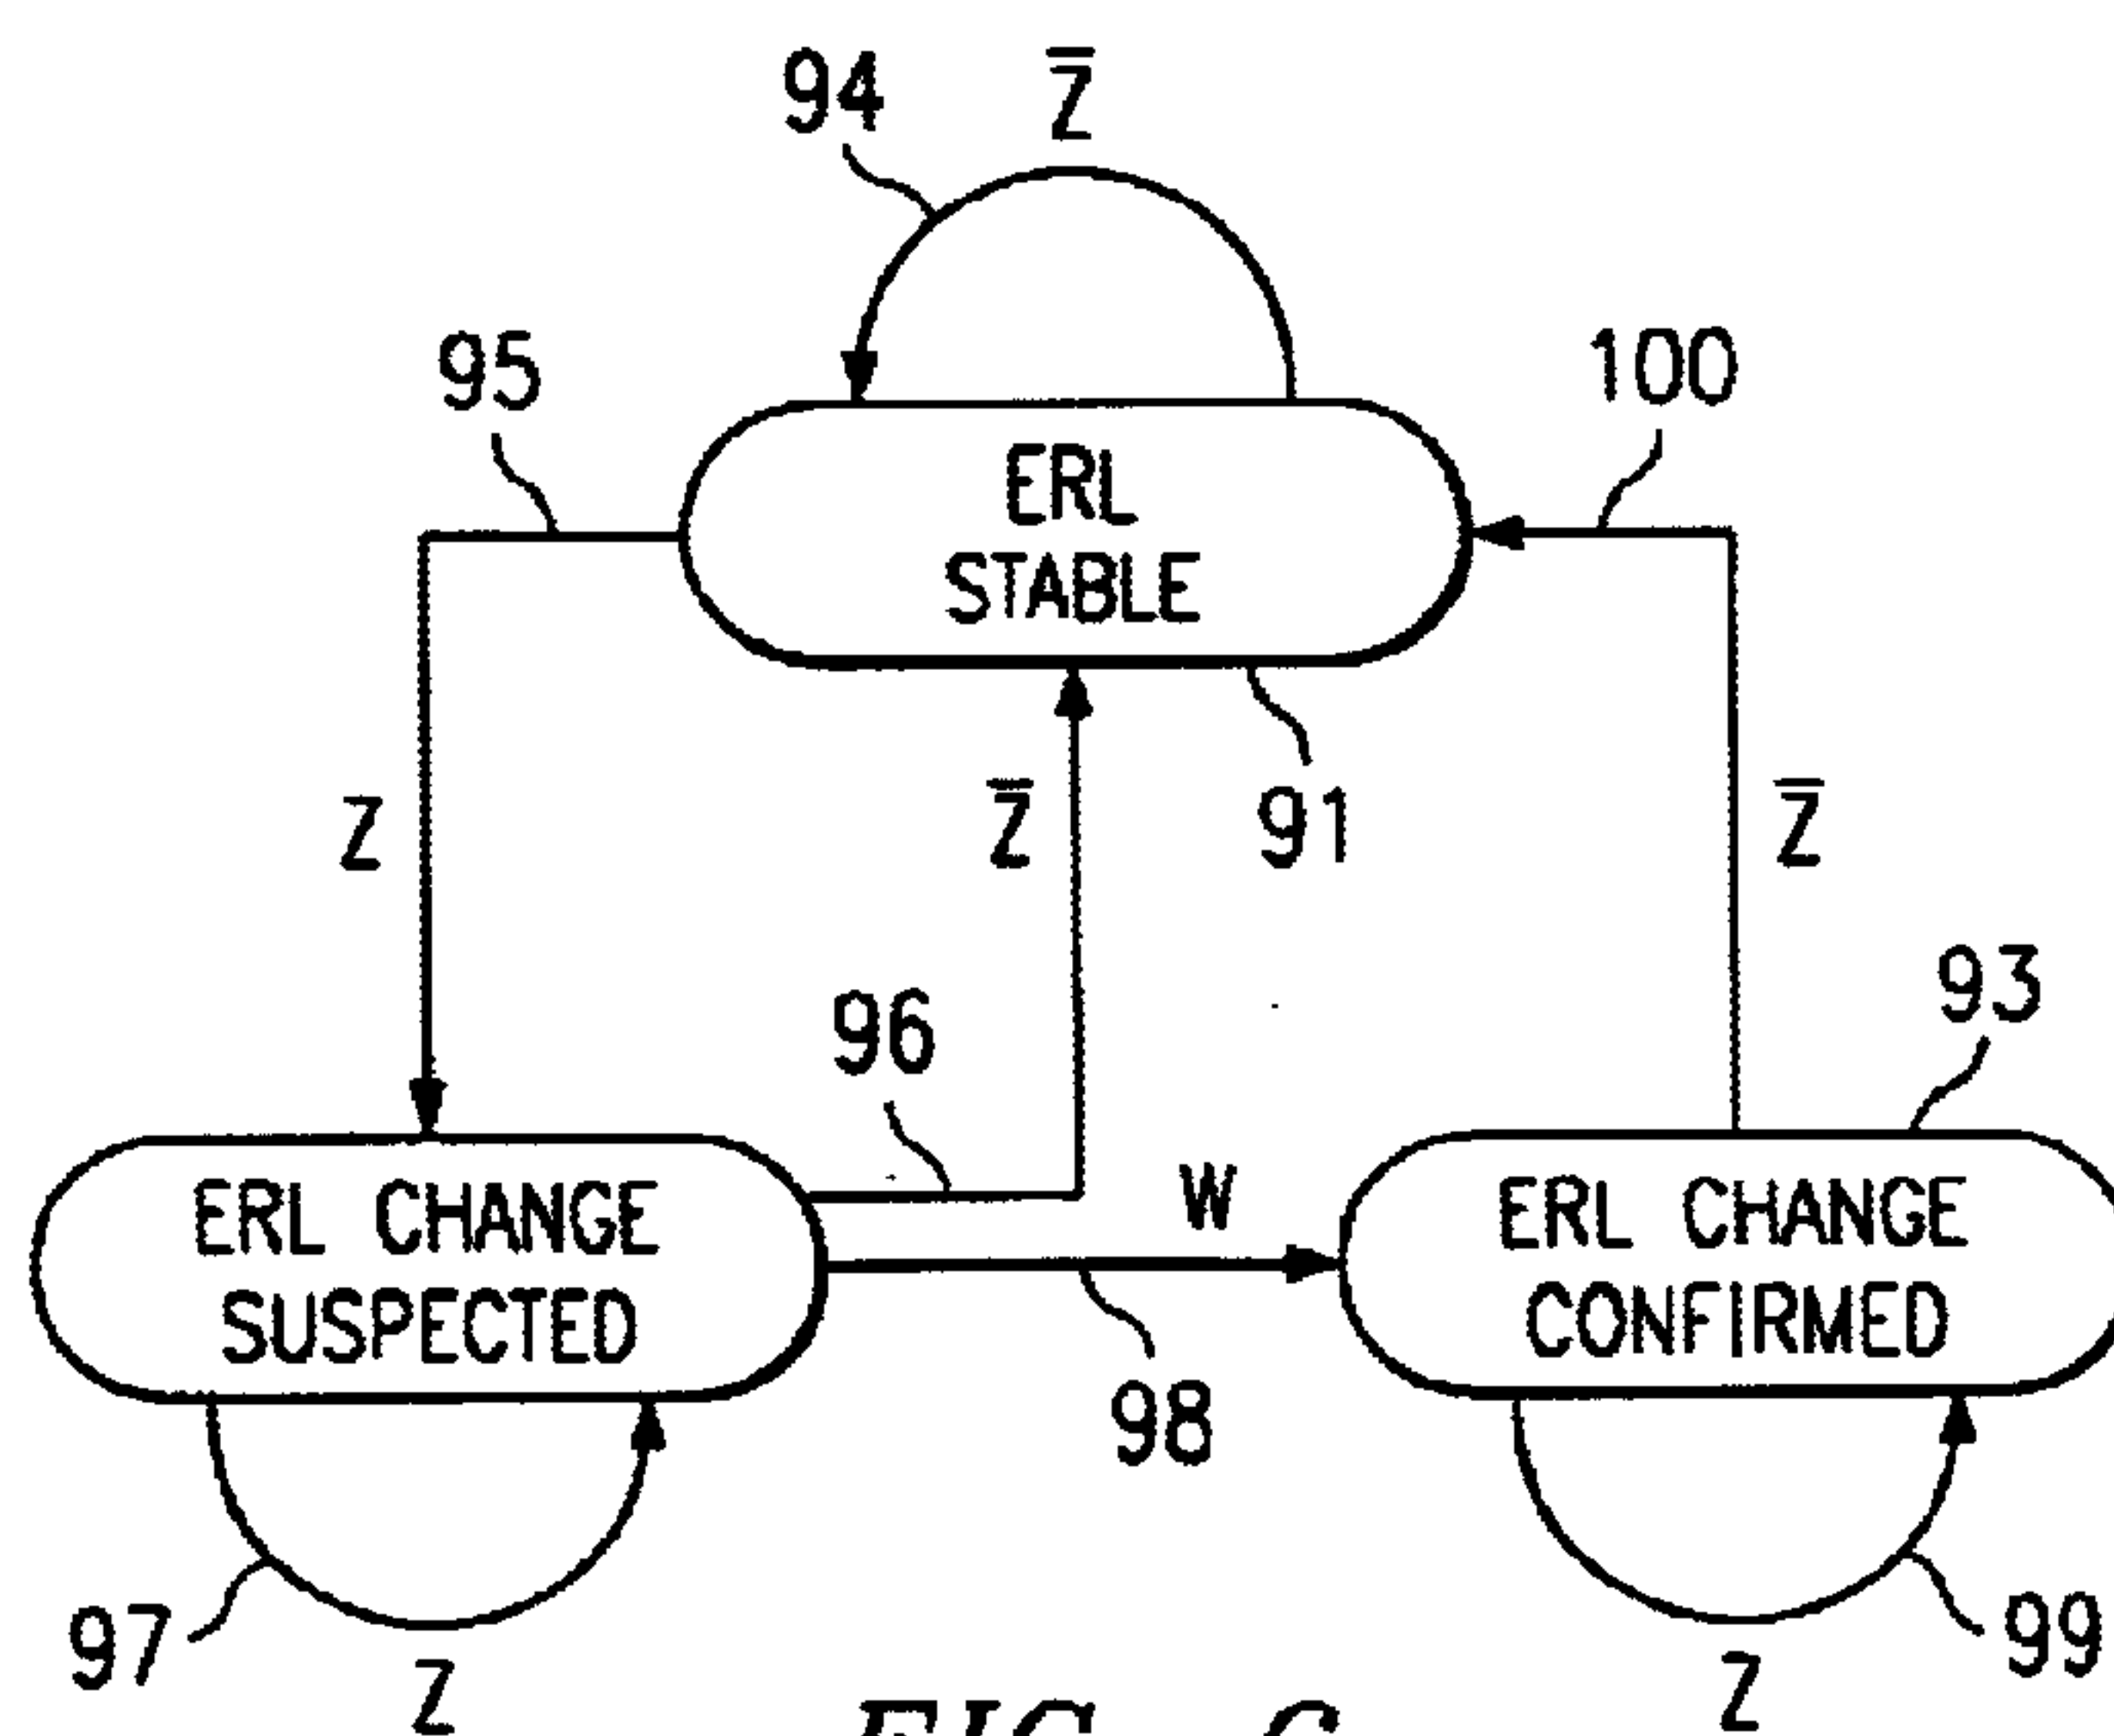 94
Z̅
95
100
ERL
STABLE
Z
Z̅
91
Z̅
96
93
W
ERL CHANGE
SUSPECTED
ERL CHANGE
CONFIRMED
98
97
Z
99
Z